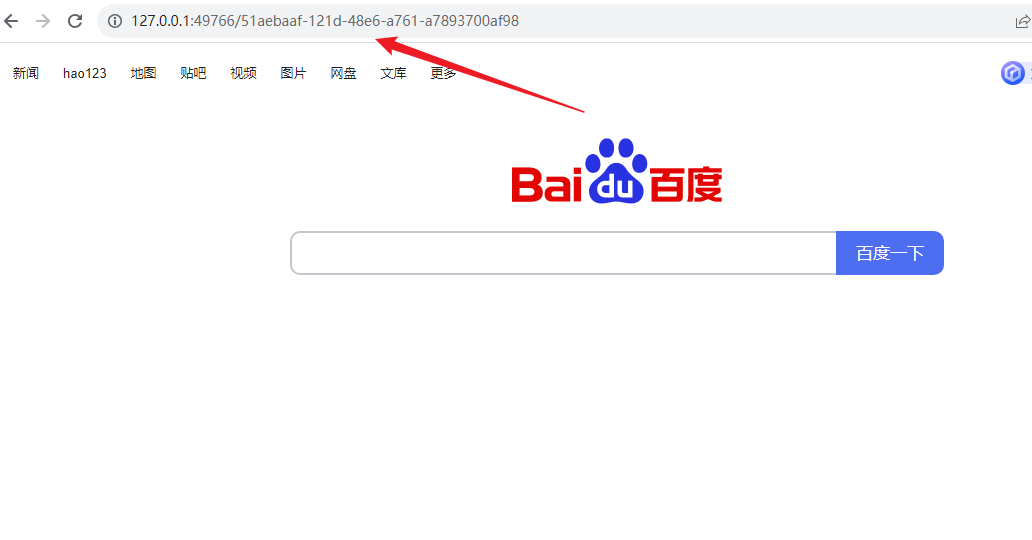 127.0.0.1:49766/51aebaaf-121d-48e6-a761-a7893700af98
新闻 hao123 地图 贴吧 视频 图片 网盘 文库 更多
Bai du 百度
百度一下